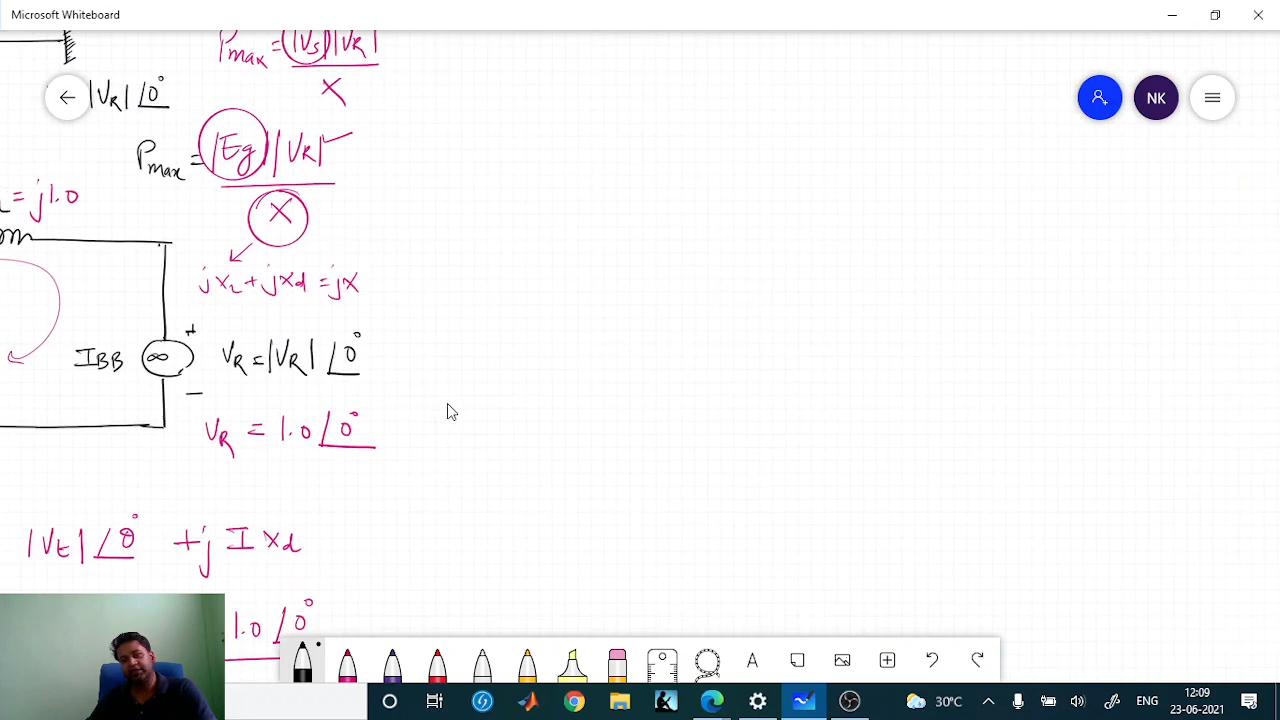 Microsoft Whiteboard
Pmax = |Vs| |VR|
X
|VR| ∠0°
Pmax = |Eg| |VR|
X
= j1.0
jXL + jXd = jX
IBB ∞ + −
VR = |VR| ∠0°
VR = 1.0 ∠0°
|Vt| ∠θ° + j I Xd
1.0 ∠0°
NK
A
30°C
ENG
12:09
23-06-2021